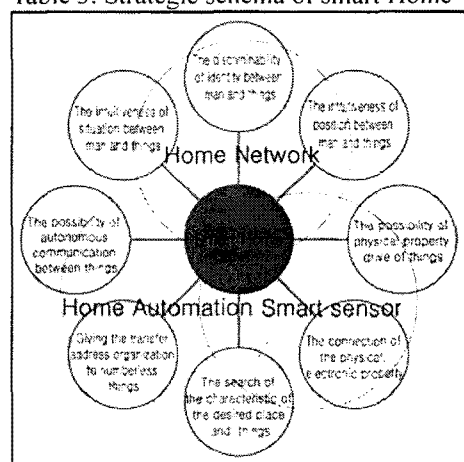 Table 3. Strategic schema of smart Home
The discriminability
of identity between
man and things
The intuitiveness of
situation between
man and things
The intuitiveness of
position between
man and things
Home Network
The possibility of
autonomous
communication
between things
The possibility of
physical property
drive of things
Home Automation Smart sensor
Giving the transfer
address organization
to numberless
things
The connection of
the physical,
electronic property
The search of
the characteristic of
the desired place
and things